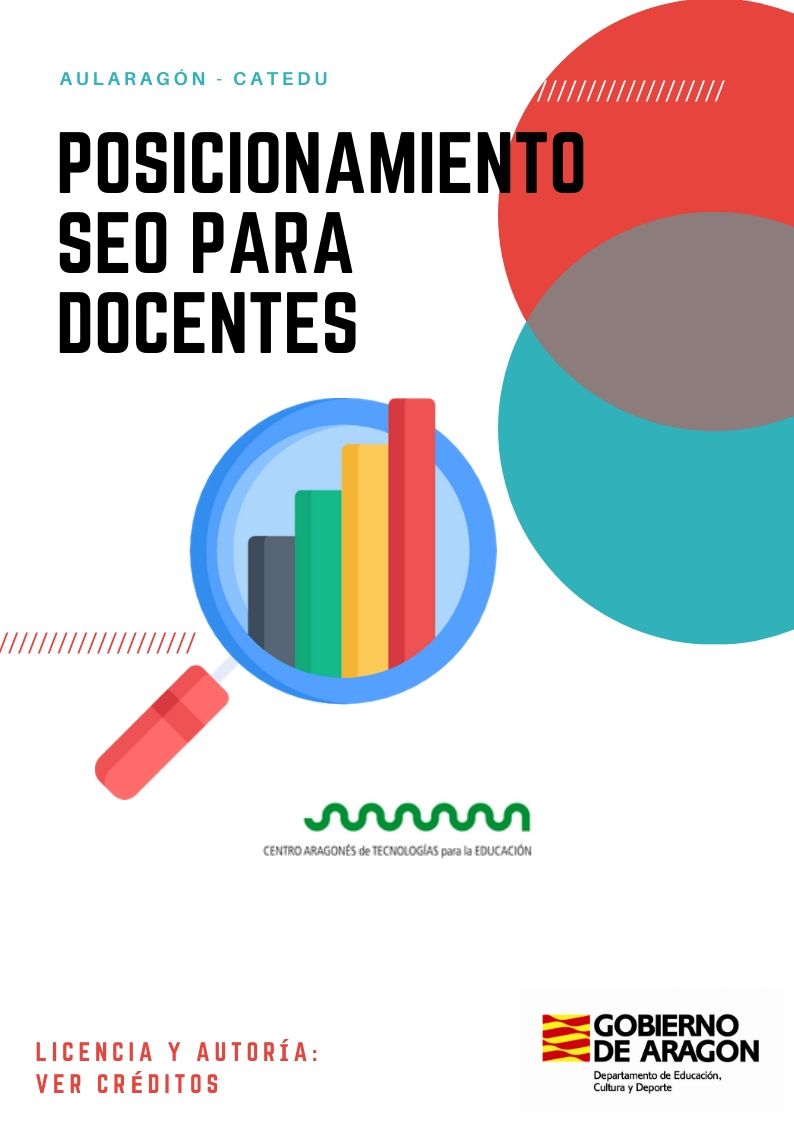 AULARAGÓN - CATEDU
POSICIONAMIENTO
SEO PARA
DOCENTES
CENTRO ARAGONÉS de TECNOLOGÍAS para la EDUCACIÓN
LICENCIA Y AUTORÍA:
VER CRÉDITOS
GOBIERNO
DE ARAGON
Departamento de Educación,
Cultura y Deporte